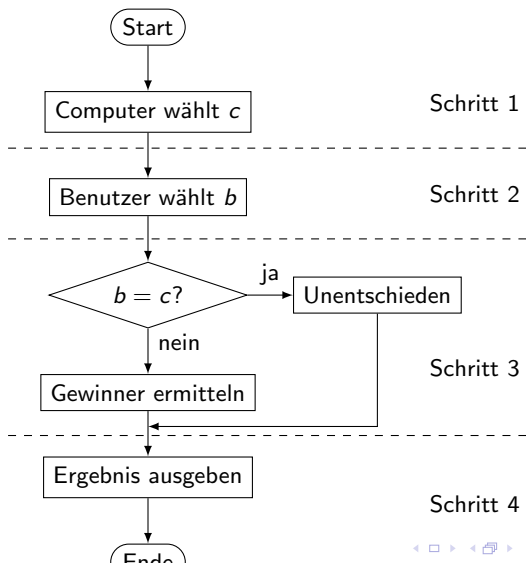 Start
Computer wählt c
Schritt 1
Benutzer wählt b
Schritt 2
b = c?
ja
Unentschieden
nein
Gewinner ermitteln
Schritt 3
Ergebnis ausgeben
Schritt 4
Ende